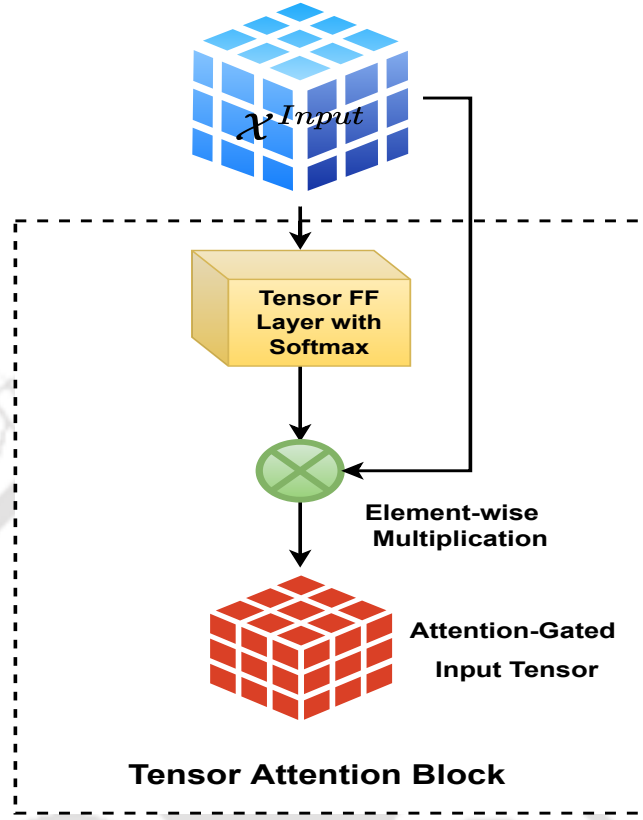 𝒳^Input
Tensor FF
Layer with
Softmax
Element-wise
Multiplication
Attention-Gated
Input Tensor
Tensor Attention Block